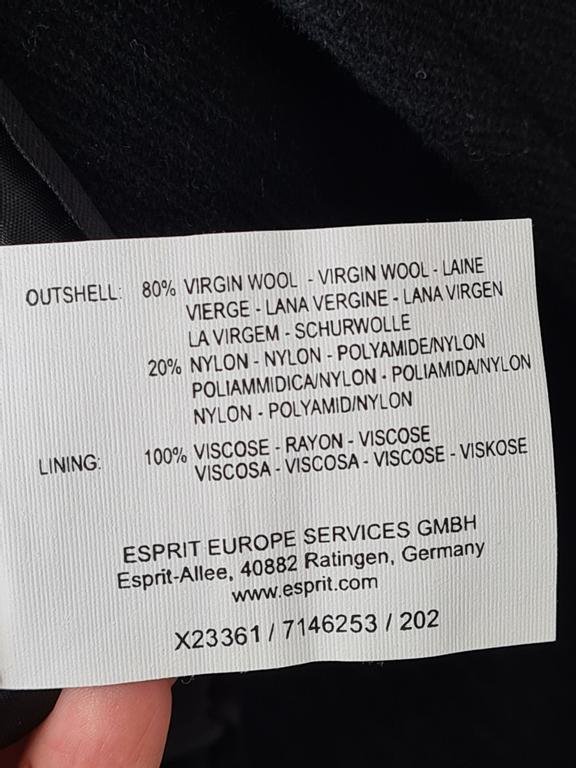 OUTSHELL: 80% VIRGIN WOOL - VIRGIN WOOL - LAINE
VIERGE - LANA VERGINE - LANA VIRGEN
LA VIRGEM - SCHURWOLLE
20% NYLON - NYLON - POLYAMIDE/NYLON
POLIAMMIDICA/NYLON - POLIAMIDA/NYLON
NYLON - POLYAMID/NYLON
LINING: 100% VISCOSE - RAYON - VISCOSE
VISCOSA - VISCOSA - VISCOSE - VISKOSE
ESPRIT EUROPE SERVICES GMBH
Esprit-Allee, 40882 Ratingen, Germany
www.esprit.com
X23361 / 7146253 / 202